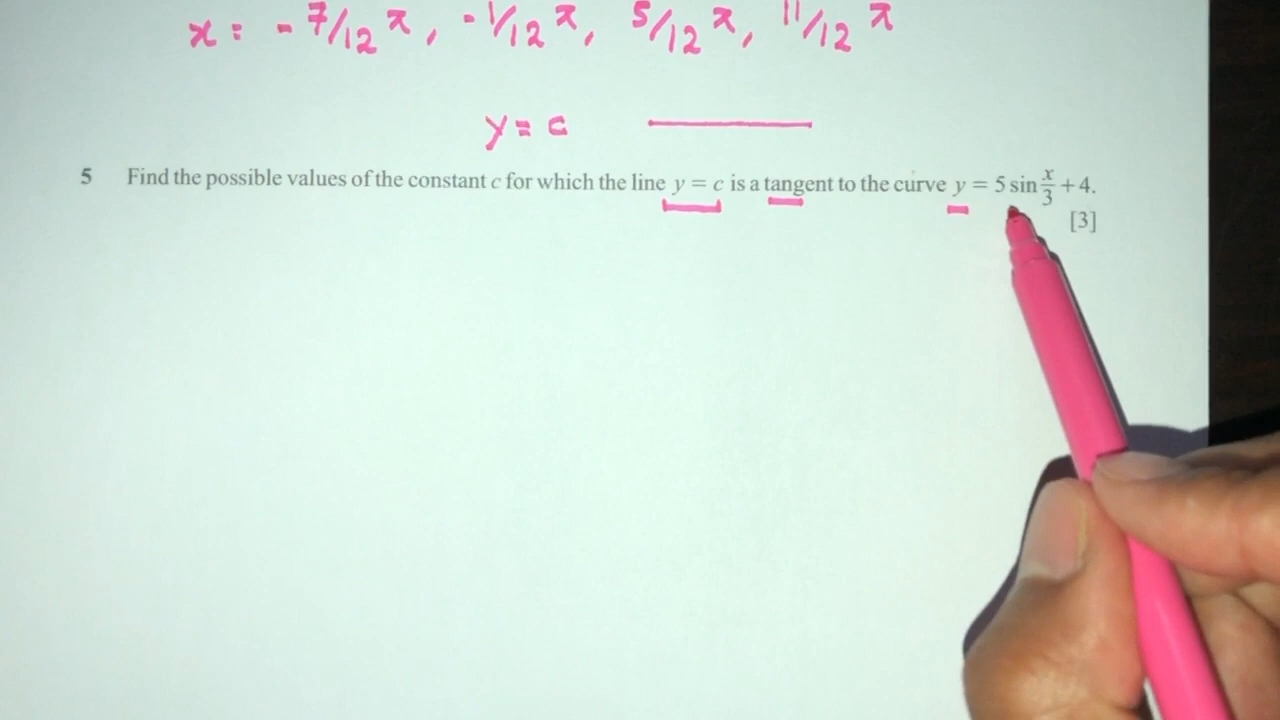 x = - 7/12 π, - 1/12 π, 5/12 π, 11/12 π
y = c
5 Find the possible values of the constant c for which the line y = c is a tangent to the curve y = 5 sin x/3 + 4.
[3]